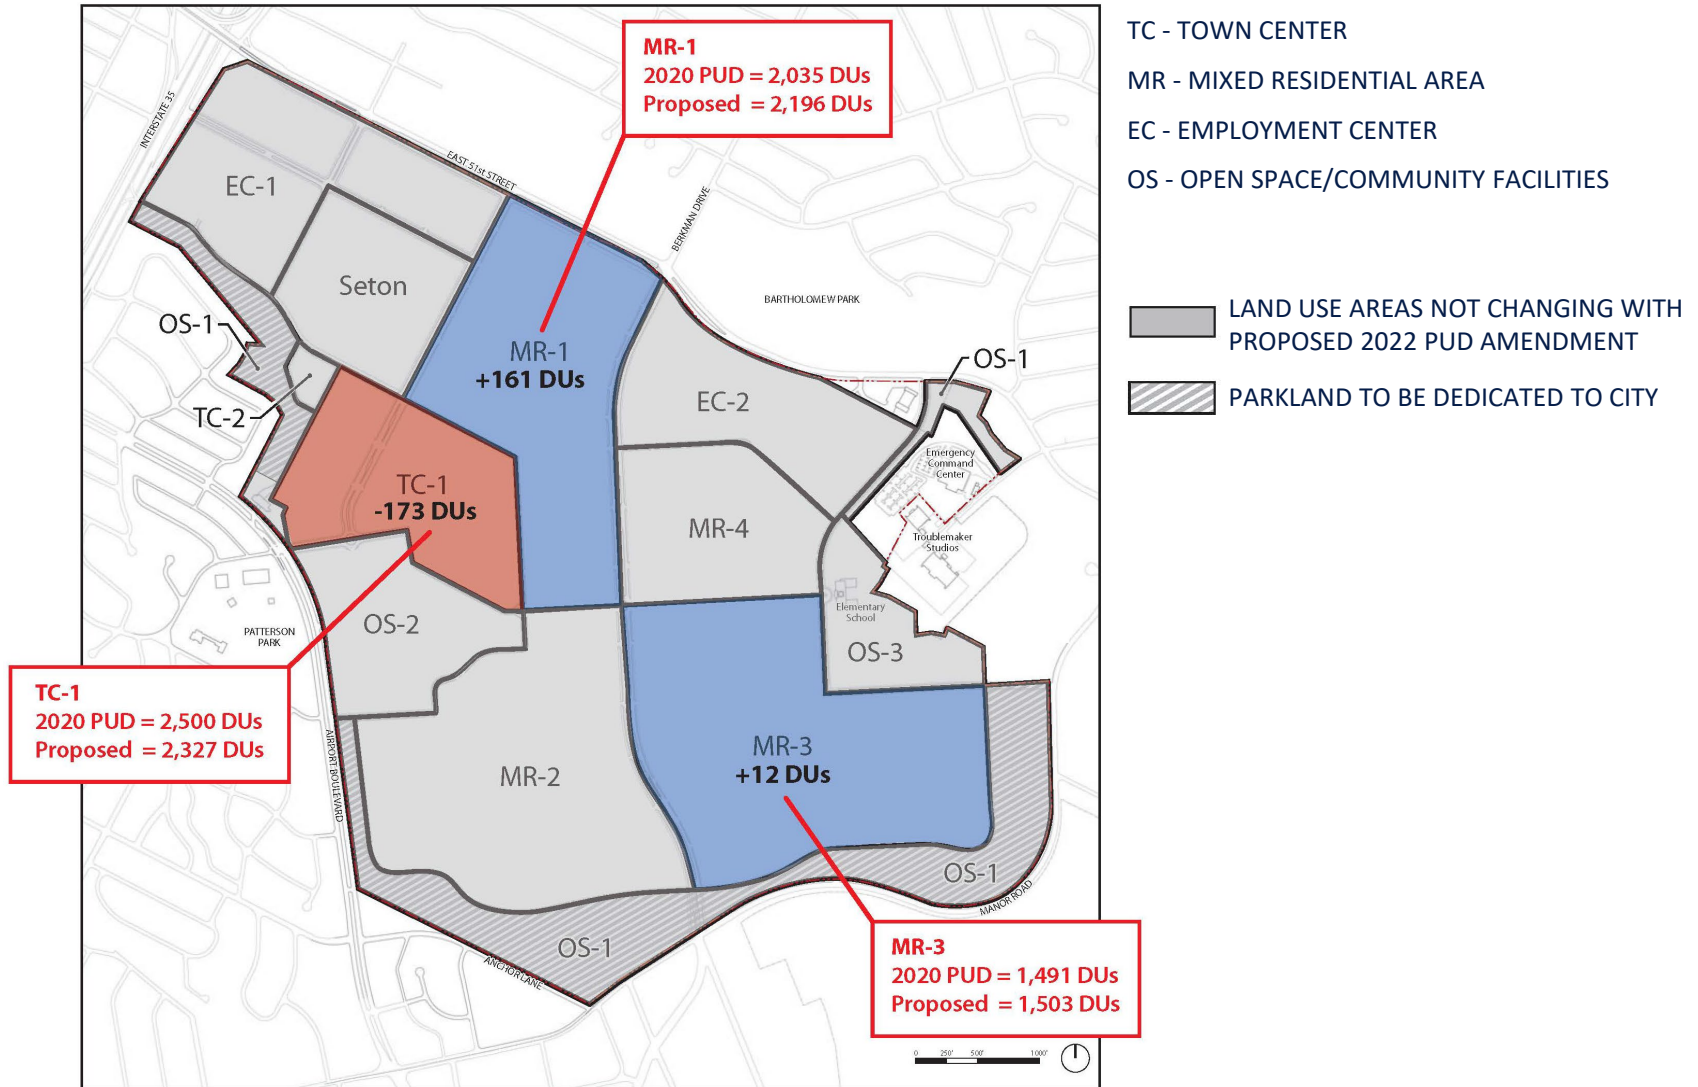 MR-1
2020 PUD = 2,035 DUs
Proposed = 2,196 DUs
TC - TOWN CENTER
MR - MIXED RESIDENTIAL AREA
EC - EMPLOYMENT CENTER
OS - OPEN SPACE/COMMUNITY FACILITIES
LAND USE AREAS NOT CHANGING WITH
PROPOSED 2022 PUD AMENDMENT
PARKLAND TO BE DEDICATED TO CITY
INTERSTATE 35
EAST 51st STREET
BERKMAN DRIVE
EC-1
Seton
BARTHOLOMEW PARK
OS-1
MR-1
+161 DUs
OS-1
TC-2
EC-2
Emergency
Command
Center
TC-1
-173 DUs
MR-4
Troublemaker
Studios
Elementary
School
PATTERSON
PARK
OS-2
OS-3
TC-1
2020 PUD = 2,500 DUs
Proposed = 2,327 DUs
AIRPORT BOULEVARD
MR-2
MR-3
+12 DUs
OS-1
MANOR ROAD
OS-1
ANCHOR LANE
MR-3
2020 PUD = 1,491 DUs
Proposed = 1,503 DUs
0 250' 500' 1000'